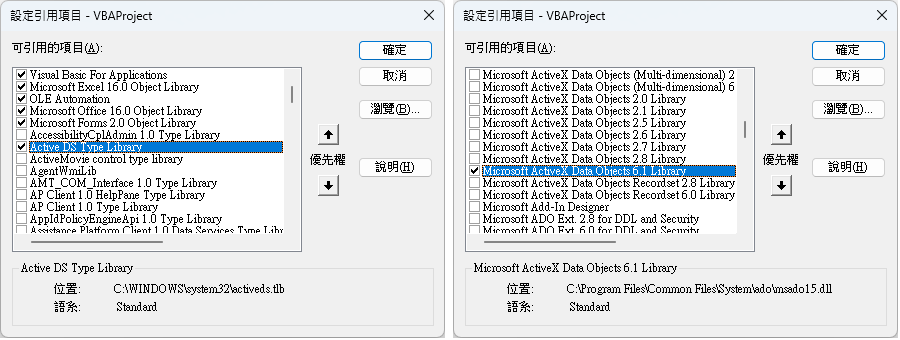 設定引用項目 - VBAProject
可引用的項目(A):
Visual Basic For Applications
Microsoft Excel 16.0 Object Library
OLE Automation
Microsoft Office 16.0 Object Library
Microsoft Forms 2.0 Object Library
AccessibilityCplAdmin 1.0 Type Library
Active DS Type Library
ActiveMovie control type library
AgentWmiLib
AMT_COM_Interface 1.0 Type Library
AP Client 1.0 HelpPane Type Library
AP Client 1.0 Type Library
AppIdPolicyEngineApi 1.0 Type Library
Assistance Platform Client 1.0 Data Services Type Libr
確定
取消
瀏覽(B)...
優先權
說明(H)
Active DS Type Library
位置: C:\WINDOWS\system32\activeds.tlb
語系: Standard
設定引用項目 - VBAProject
可引用的項目(A):
Microsoft ActiveX Data Objects (Multi-dimensional) 2
Microsoft ActiveX Data Objects (Multi-dimensional) 6
Microsoft ActiveX Data Objects 2.0 Library
Microsoft ActiveX Data Objects 2.1 Library
Microsoft ActiveX Data Objects 2.5 Library
Microsoft ActiveX Data Objects 2.6 Library
Microsoft ActiveX Data Objects 2.7 Library
Microsoft ActiveX Data Objects 2.8 Library
Microsoft ActiveX Data Objects 6.1 Library
Microsoft ActiveX Data Objects Recordset 2.8 Library
Microsoft ActiveX Data Objects Recordset 6.0 Library
Microsoft Add-In Designer
Microsoft ADO Ext. 2.8 for DDL and Security
Microsoft ADO Ext. 6.0 for DDL and Security
確定
取消
瀏覽(B)...
優先權
說明(H)
Microsoft ActiveX Data Objects 6.1 Library
位置: C:\Program Files\Common Files\System\ado\msado15.dll
語系: Standard